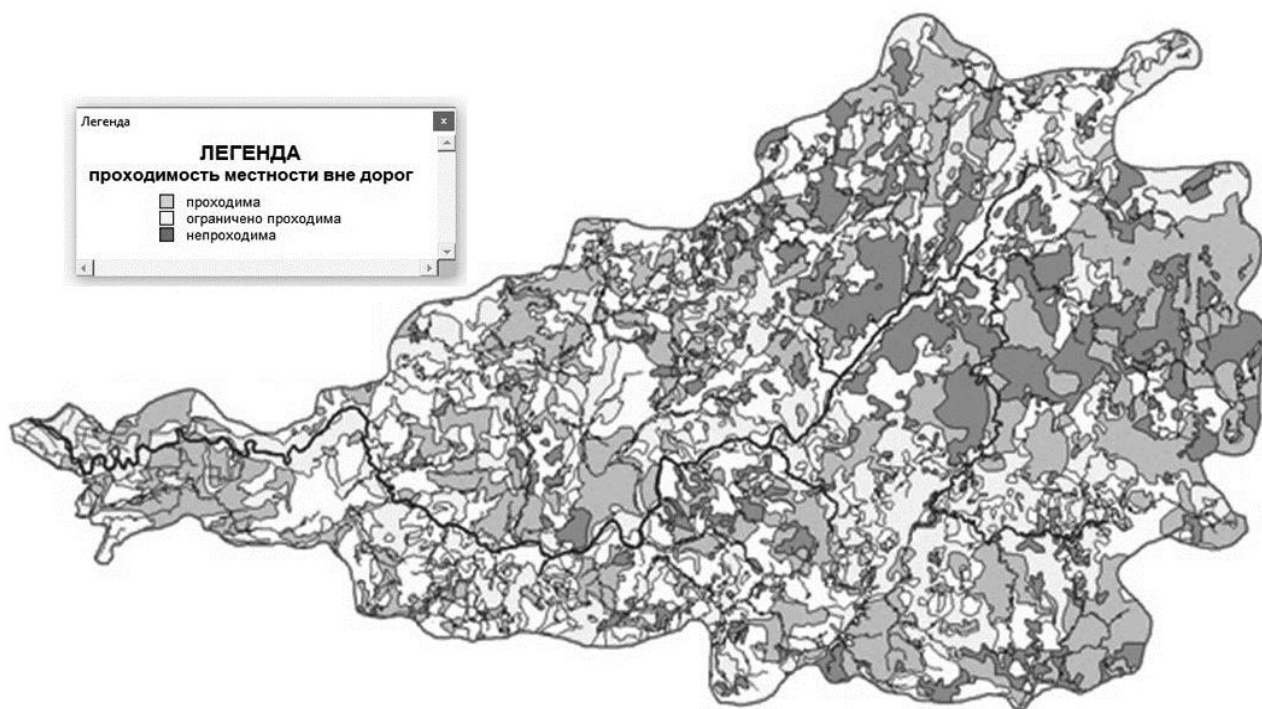 Легенда
ЛЕГЕНДА
проходимость местности вне дорог
проходима
ограничено проходима
непроходима